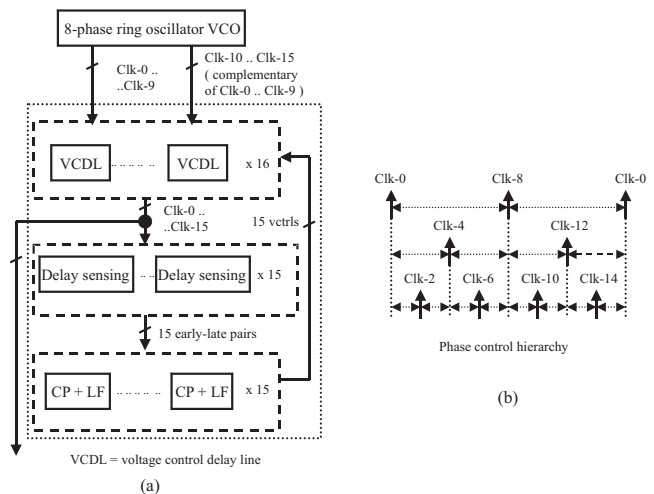 8-phase ring oscillator VCO
Clk-0 ..
..Clk-9
Clk-10 .. Clk-15
( complementary
of Clk-0 .. Clk-9 )
VCDL .. .. .. .. .. VCDL x 16
Clk-0 ..
..Clk-15
15 vctrls
Delay sensing .. .. Delay sensing x 15
15 early-late pairs
CP + LF .. .. .. .. .. CP + LF x 15
VCDL = voltage control delay line
(a)
Clk-0 Clk-8 Clk-0
Clk-4 Clk-12
Clk-2 Clk-6 Clk-10 Clk-14
Phase control hierarchy
(b)